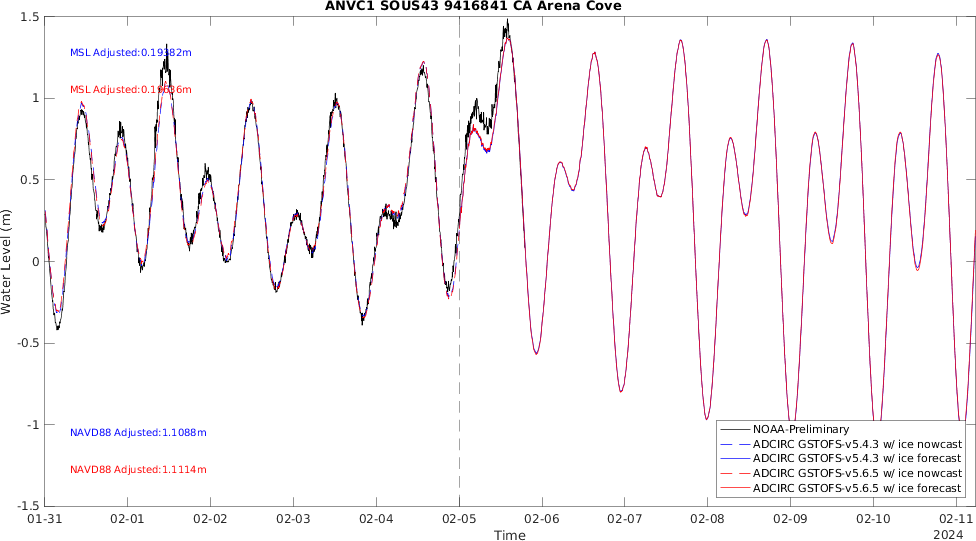 ANVC1 SOUS43 9416841 CA Arena Cove
1.5
MSL Adjusted:0.19382m
MSL Adjusted:0.19636m
1
0.5
0
-0.5
-1
-1.5
Water Level (m)
NAVD88 Adjusted:1.1088m
NAVD88 Adjusted:1.1114m
NOAA-Preliminary
ADCIRC GSTOFS-v5.4.3 w/ ice nowcast
ADCIRC GSTOFS-v5.4.3 w/ ice forecast
ADCIRC GSTOFS-v5.6.5 w/ ice nowcast
ADCIRC GSTOFS-v5.6.5 w/ ice forecast
01-31 02-01 02-02 02-03 02-04 02-05 02-06 02-07 02-08 02-09 02-10 02-11
Time
2024